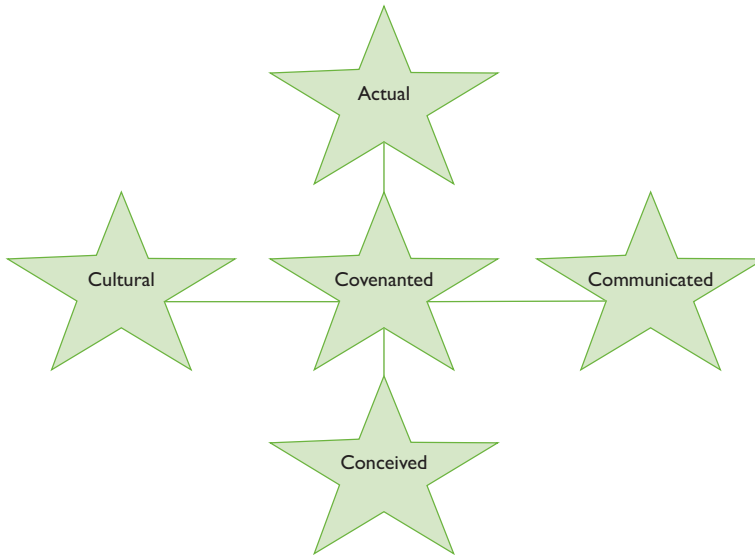 Actual
Cultural
Covenanted
Communicated
Conceived